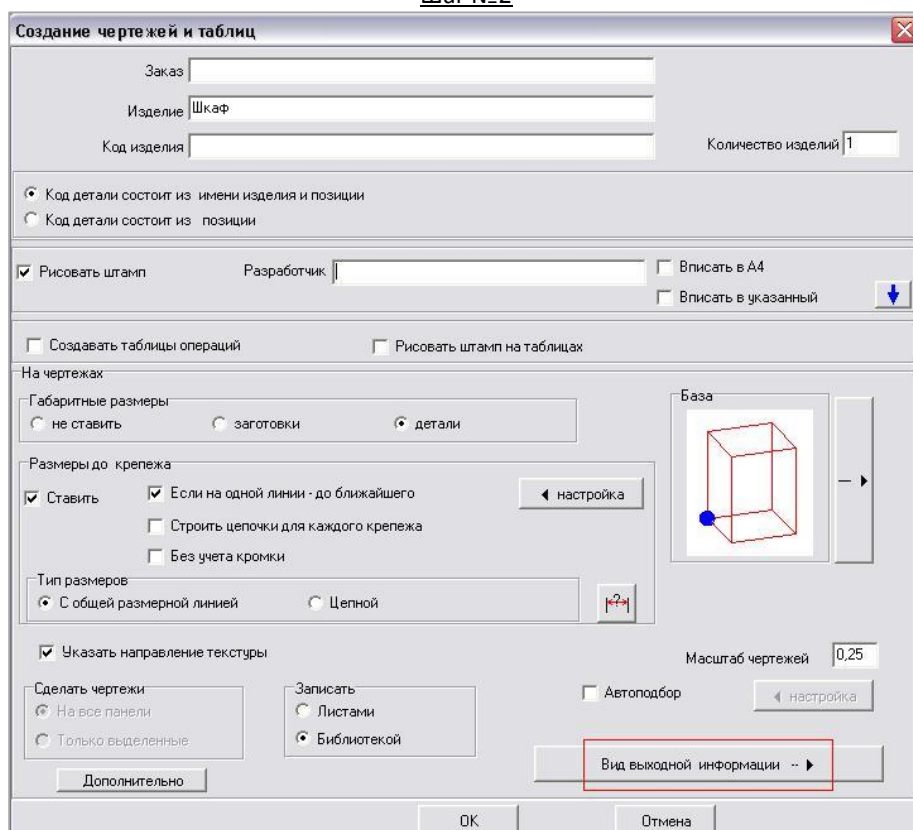 Шаг №2
Создание чертежей и таблиц
Заказ
Изделие Шкаф
Код изделия
Количество изделий 1
Код детали состоит из имени изделия и позиции
Код детали состоит из позиции
Рисовать штамп
Разработчик
Вписать в А4
Вписать в указанный
Создавать таблицы операций
Рисовать штамп на таблицах
На чертежах
Габаритные размеры
не ставить заготовки детали
База
Размеры до крепежа
Ставить
Если на одной линии - до ближайшего
настройка
Строить цепочки для каждого крепежа
Без учета кромки
Тип размеров
С общей размерной линией Цепной
?
Указать направление текстуры
Масштаб чертежей 0,25
Сделать чертежи
На все панели
Только выделенные
Записать
Листами
Библиотекой
Автоподбор
настройка
Вид выходной информации --
Дополнительно
OK
Отмена